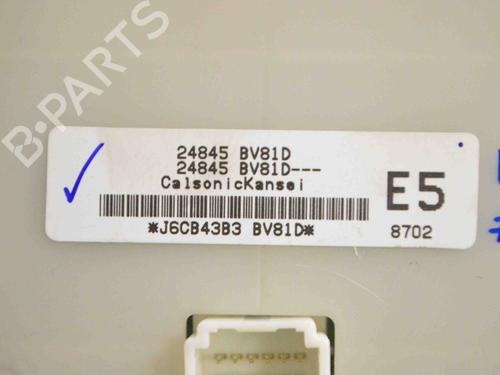 B-PARTS
24845 BV81D
24845 BV81D---
CalsonicKansei
*J6CB43B3 BV81D*
E5
8702